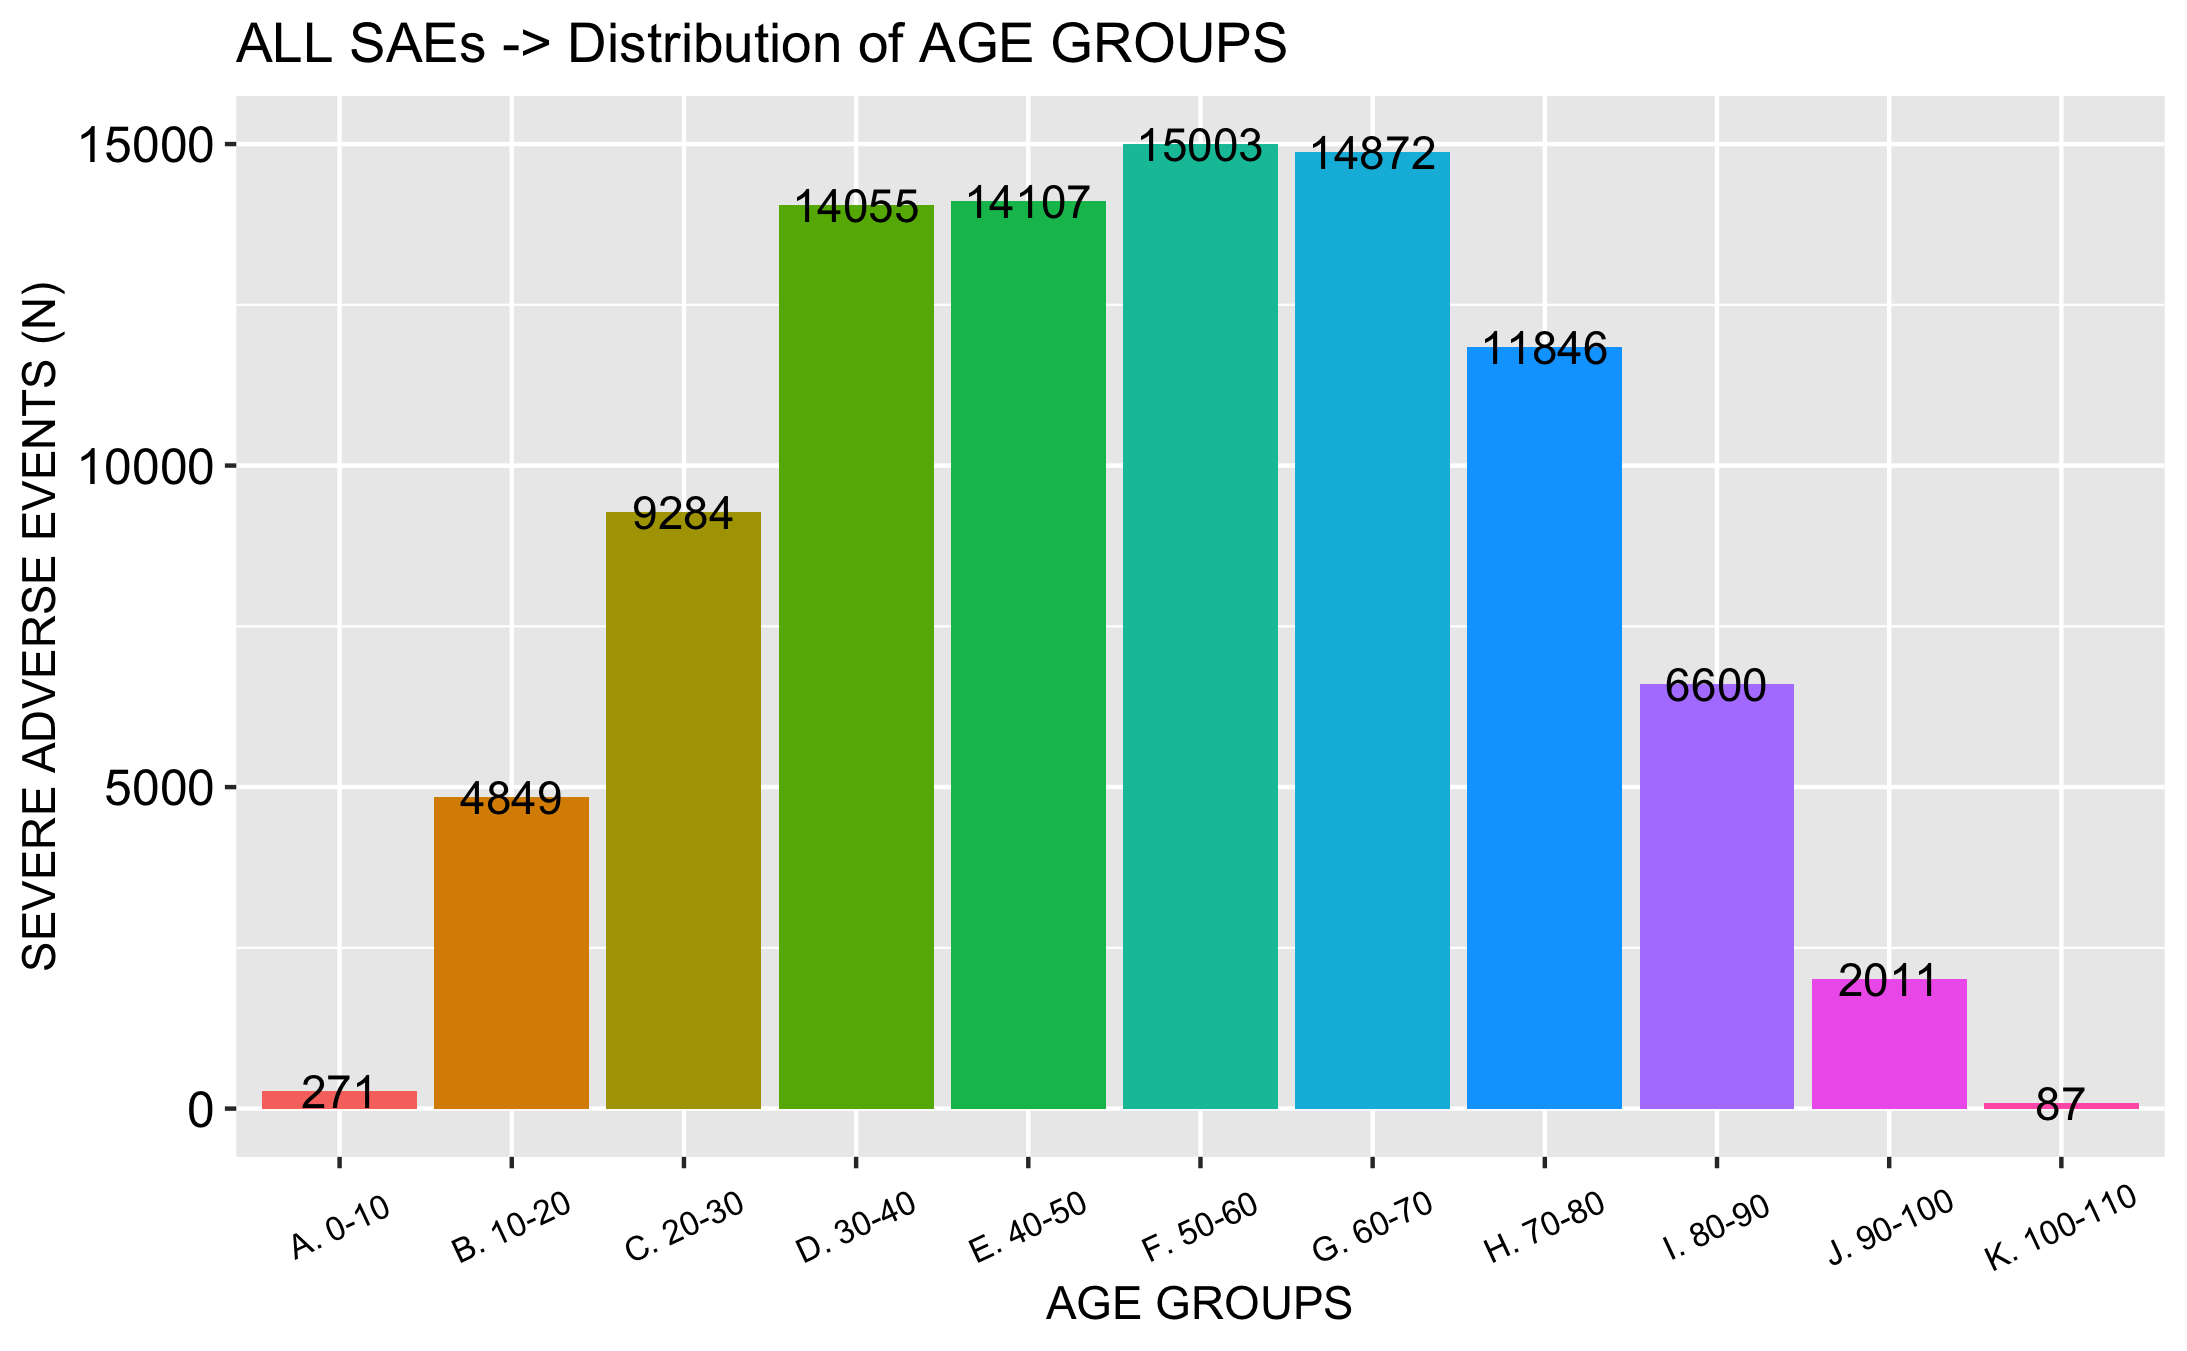 ALL SAEs -> Distribution of AGE GROUPS
SEVERE ADVERSE EVENTS (N)
15000
10000
5000
0
271
4849
9284
14055
14107
15003
14872
11846
6600
2011
87
A. 0-10
B. 10-20
C. 20-30
D. 30-40
E. 40-50
F. 50-60
G. 60-70
H. 70-80
I. 80-90
J. 90-100
K. 100-110
AGE GROUPS